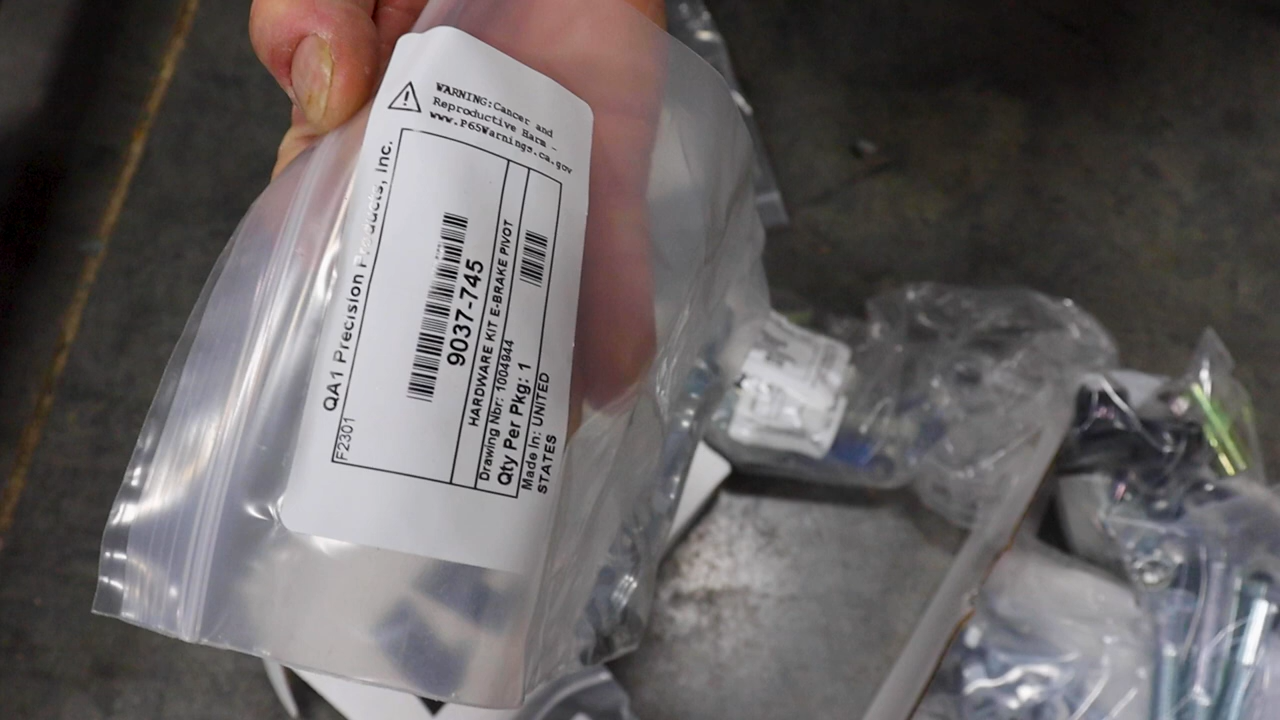 WARNING:Cancer and
Reproductive Harm -
www.P65Warnings.ca.gov
QA1 Precision Products, Inc.
F2301
9037-745
HARDWARE KIT E-BRAKE PIVOT
Drawing Nbr: 1004944
Qty Per Pkg: 1
Made In: UNITED
STATES